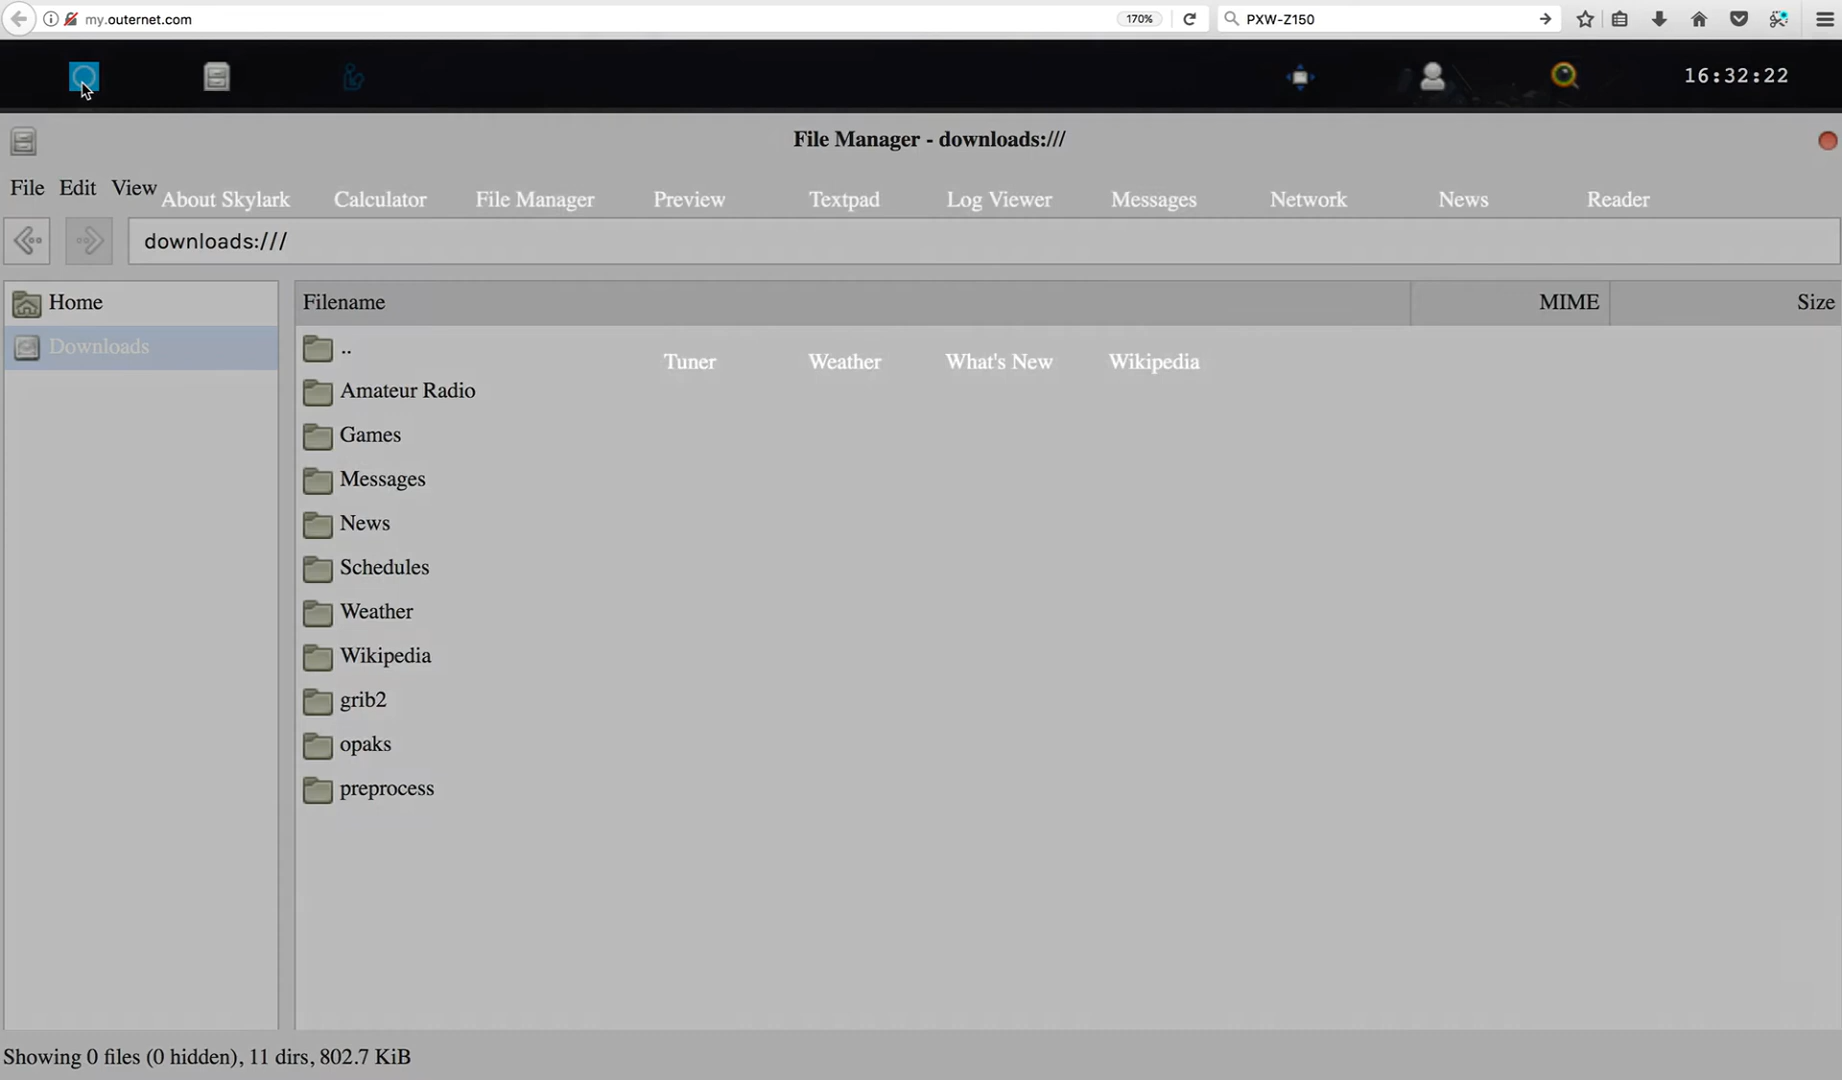 my.outernet.com
170%
PXW-Z150
16:32:22
File Manager - downloads:///
File Edit View
About Skylark Calculator File Manager Preview Textpad Log Viewer Messages Network News Reader
downloads:///
Home
Downloads
Filename MIME Size
..
Tuner Weather What's New Wikipedia
Amateur Radio
Games
Messages
News
Schedules
Weather
Wikipedia
grib2
opaks
preprocess
Showing 0 files (0 hidden), 11 dirs, 802.7 KiB